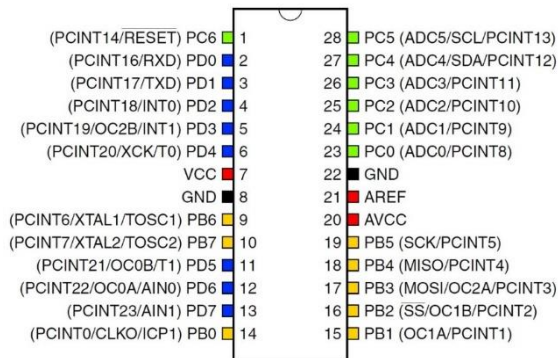 (PCINT14/RESET) PC6 1 28 PC5 (ADC5/SCL/PCINT13)
(PCINT16/RXD) PD0 2 27 PC4 (ADC4/SDA/PCINT12)
(PCINT17/TXD) PD1 3 26 PC3 (ADC3/PCINT11)
(PCINT18/INT0) PD2 4 25 PC2 (ADC2/PCINT10)
(PCINT19/OC2B/INT1) PD3 5 24 PC1 (ADC1/PCINT9)
(PCINT20/XCK/T0) PD4 6 23 PC0 (ADC0/PCINT8)
VCC 7 22 GND
GND 8 21 AREF
(PCINT6/XTAL1/TOSC1) PB6 9 20 AVCC
(PCINT7/XTAL2/TOSC2) PB7 10 19 PB5 (SCK/PCINT5)
(PCINT21/OC0B/T1) PD5 11 18 PB4 (MISO/PCINT4)
(PCINT22/OC0A/AIN0) PD6 12 17 PB3 (MOSI/OC2A/PCINT3)
(PCINT23/AIN1) PD7 13 16 PB2 (SS/OC1B/PCINT2)
(PCINT0/CLKO/ICP1) PB0 14 15 PB1 (OC1A/PCINT1)